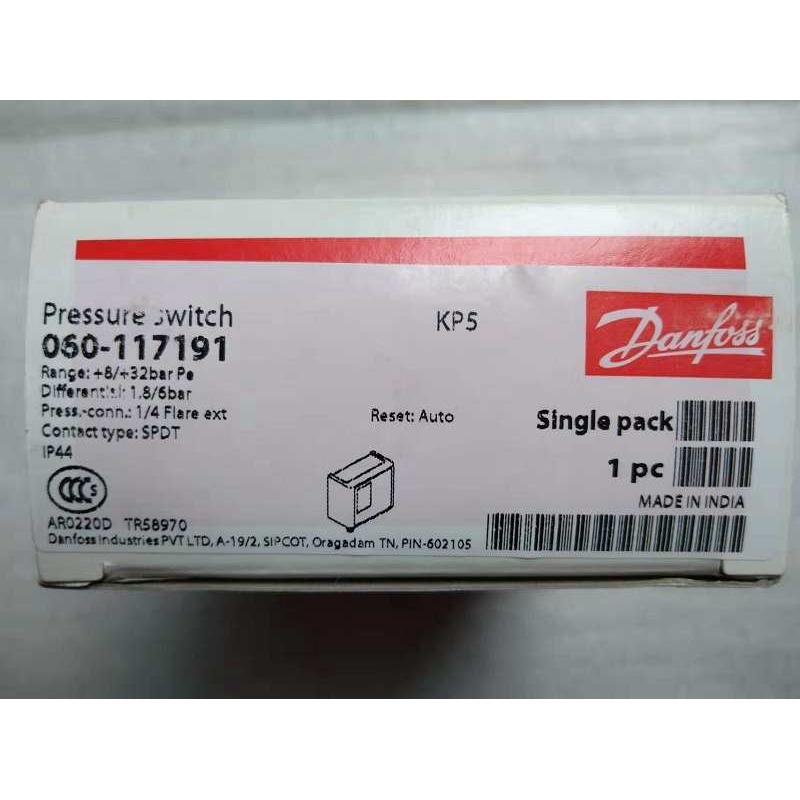 Pressure Switch
KP5
Danfoss
060-117191
Range: +8/+32bar Pe
Differential: 1.8/6bar
Press.-conn.: 1/4 Flare ext
Reset: Auto
Single pack
Contact type: SPDT
IP44
1 pc
CCC S
MADE IN INDIA
AR0220D TR58970
Danfoss Industries PVT LTD, A-19/2, SIPCOT, Oragadam TN, PIN-602105